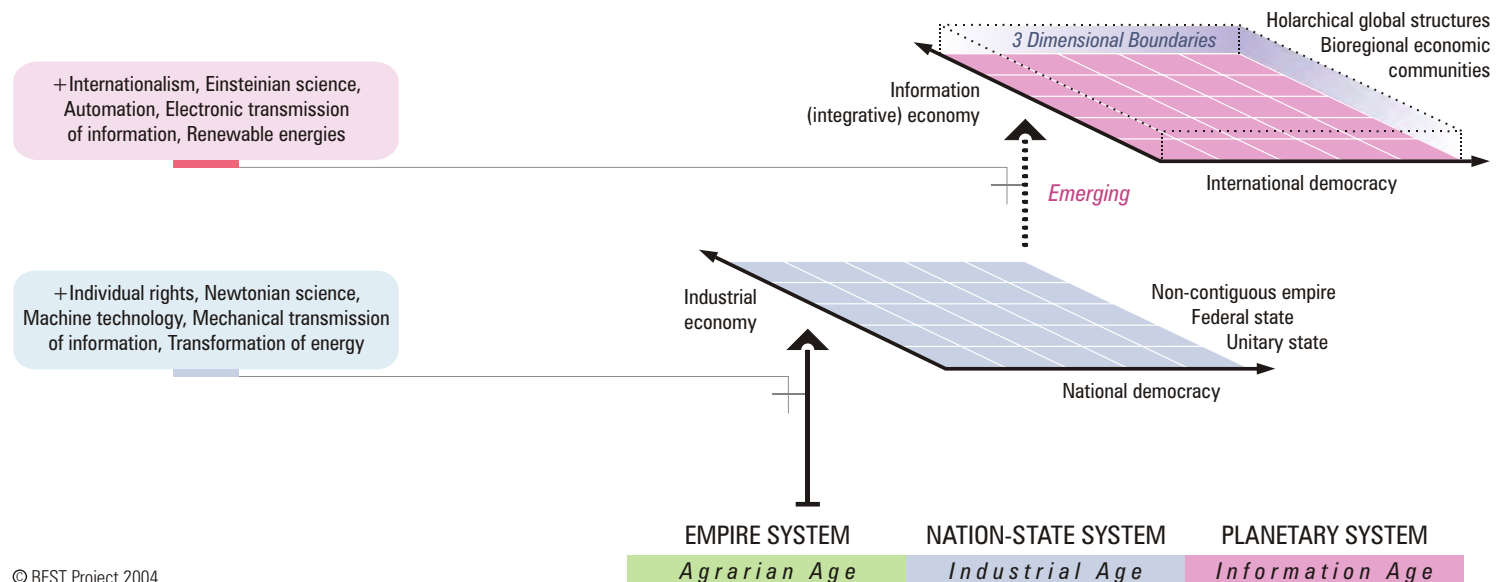 3 Dimensional Boundaries
Holarchical global structures
Bioregional economic
communities
+Internationalism, Einsteinian science,
Automation, Electronic transmission
of information, Renewable energies
Information
(integrative) economy
International democracy
Emerging
+Individual rights, Newtonian science,
Machine technology, Mechanical transmission
of information, Transformation of energy
Industrial
economy
Non-contiguous empire
Federal state
Unitary state
National democracy
EMPIRE SYSTEM
NATION-STATE SYSTEM
PLANETARY SYSTEM
Agrarian Age
Industrial Age
Information Age
© BEST Project 2004